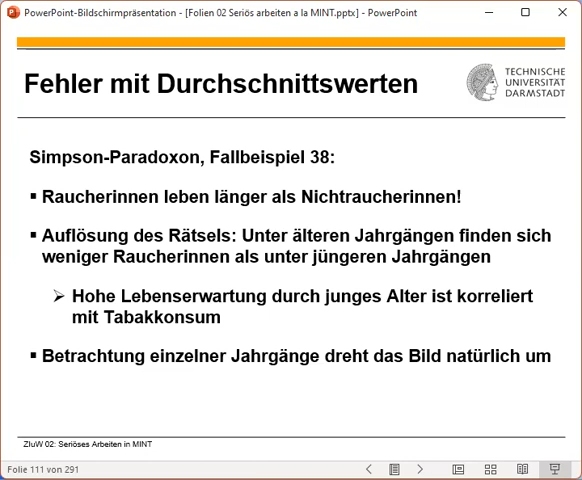 PowerPoint-Bildschirmpräsentation - [Folien 02 Seriös arbeiten a la MINT.pptx] - PowerPoint
Fehler mit Durchschnittswerten
TECHNISCHE
UNIVERSITÄT
DARMSTADT
Simpson-Paradoxon, Fallbeispiel 38:
▪ Raucherinnen leben länger als Nichtraucherinnen!
▪ Auflösung des Rätsels: Unter älteren Jahrgängen finden sich
weniger Raucherinnen als unter jüngeren Jahrgängen
➢ Hohe Lebenserwartung durch junges Alter ist korreliert
mit Tabakkonsum
▪ Betrachtung einzelner Jahrgänge dreht das Bild natürlich um
ZIuW 02: Seriöses Arbeiten in MINT
Folie 111 von 291